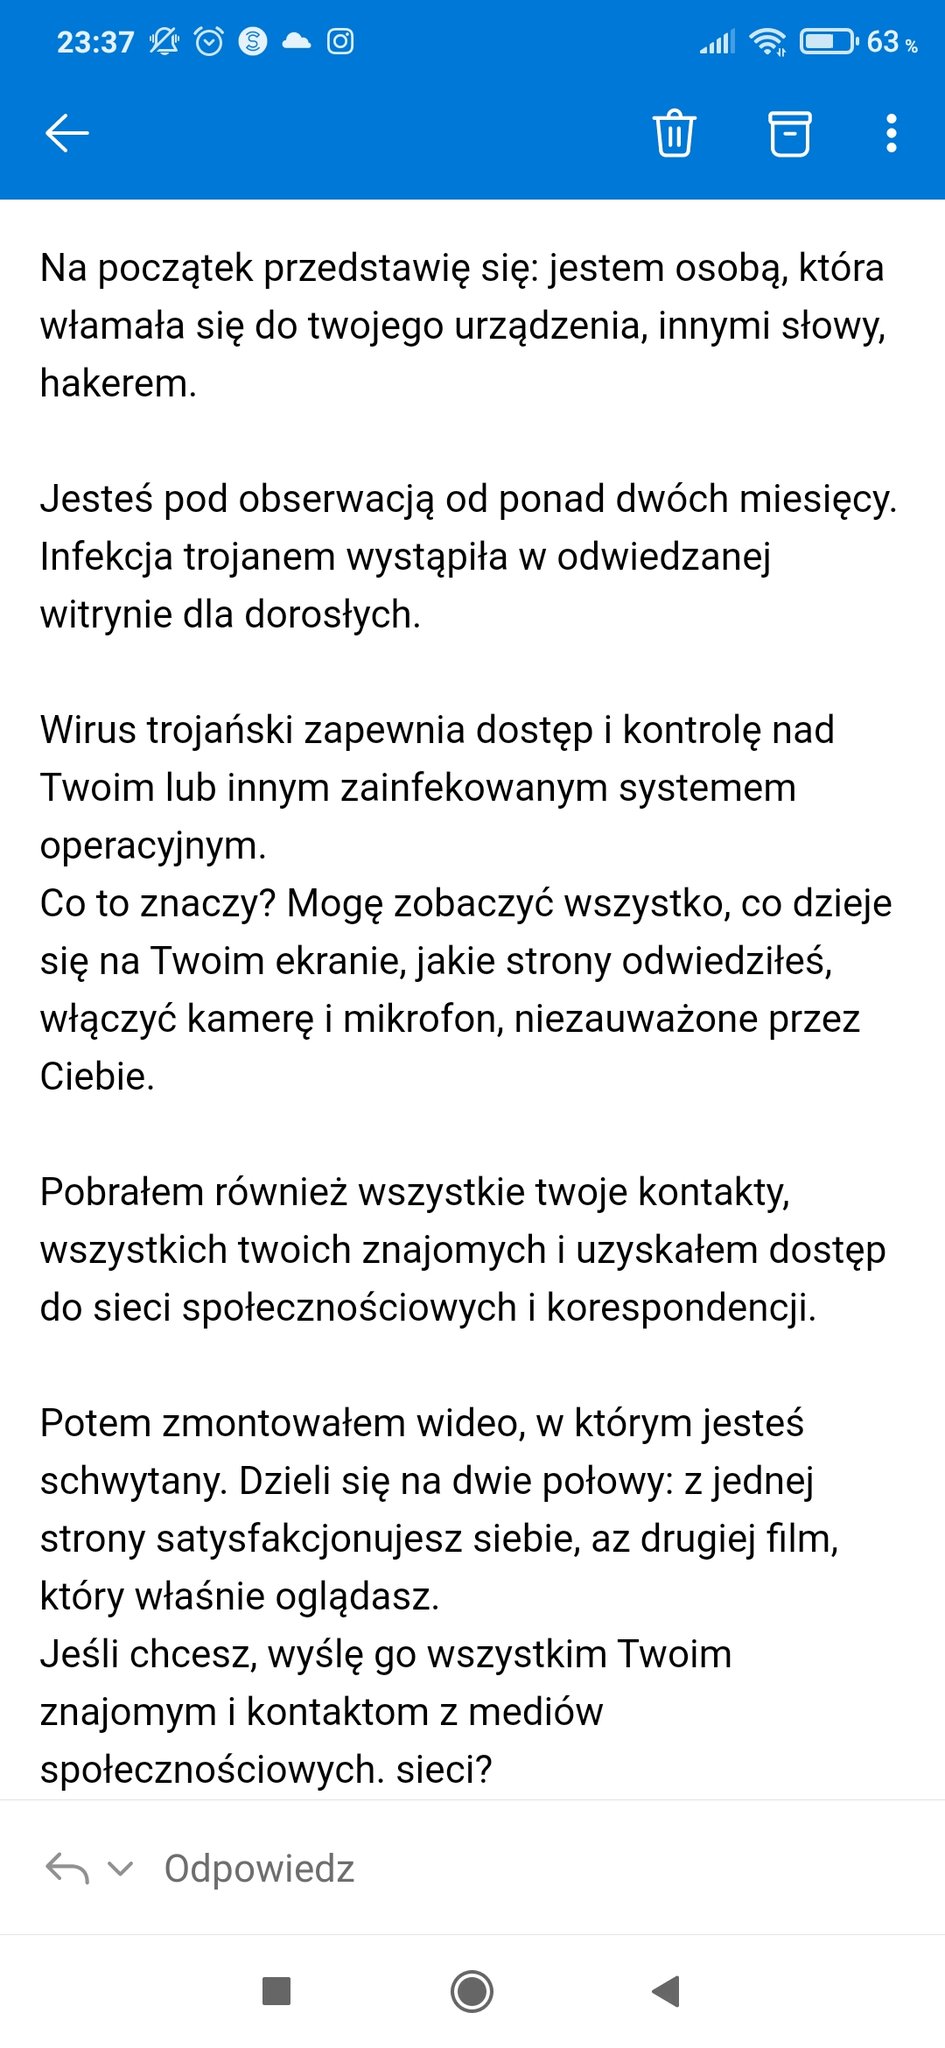 23:37
63 %
Na początek przedstawię się: jestem osobą, która
włamała się do twojego urządzenia, innymi słowy,
hakerem.
Jesteś pod obserwacją od ponad dwóch miesięcy.
Infekcja trojanem wystąpiła w odwiedzanej
witrynie dla dorosłych.
Wirus trojański zapewnia dostęp i kontrolę nad
Twoim lub innym zainfekowanym systemem
operacyjnym.
Co to znaczy? Mogę zobaczyć wszystko, co dzieje
się na Twoim ekranie, jakie strony odwiedziłeś,
włączyć kamerę i mikrofon, niezauważone przez
Ciebie.
Pobrałem również wszystkie twoje kontakty,
wszystkich twoich znajomych i uzyskałem dostęp
do sieci społecznościowych i korespondencji.
Potem zmontowałem wideo, w którym jesteś
schwytany. Dzieli się na dwie połowy: z jednej
strony satysfakcjonujesz siebie, az drugiej film,
który właśnie oglądasz.
Jeśli chcesz, wyślę go wszystkim Twoim
znajomym i kontaktom z mediów
społecznościowych. sieci?
Odpowiedz